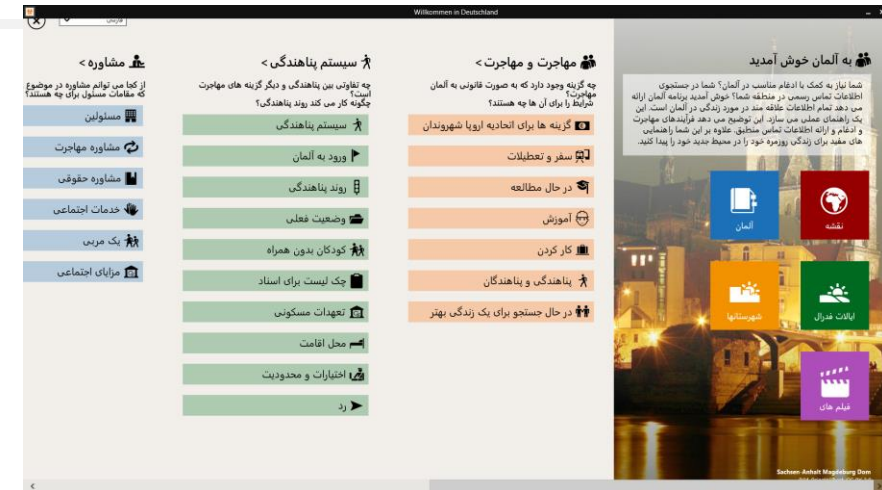 Willkommen in Deutschland
فارسی
به آلمان خوش آمدید
شما نیاز به کمک یا ادغام مناسب در آلمان؟ شما در جستجوی
اطلاعات تماس رسمی در منطقه شما؟ خوش آمدید برنامه آلمان ارائه
می دهد تمام اطلاعات علاقه مند در مورد زندگی در آلمان است. این
یک راهنمای عملی می سازد. این توضیح می دهد فرآیندهای مهاجرت
و ادغام و ارائه اطلاعات تماس منطبق. علاوه بر این شما راهنمایی
های مفید برای زندگی روزمره خود را در محیط جدید خود را پیدا کنید.
نقشه
آلمان
ایالات فدرال
شهرستانها
فیلم های
Sachsen-Anhalt Magdeburg Dom
مهاجرت و مهاجرت >
چه گزینه وجود دارد که به صورت قانونی به آلمان
مهاجرت؟
شرایط را برای آن ها چه هستند؟
گزینه ها برای اتحادیه اروپا شهروندان
سفر و تعطیلات
در حال مطالعه
آموزش
کار کردن
پناهندگی و پناهندگان
در حال جستجو برای یک زندگی بهتر
سیستم پناهندگی >
چه تفاوتی بین پناهندگی و دیگر گزینه های مهاجرت
است؟
چگونه کار می کند روند پناهندگی؟
سیستم پناهندگی
ورود به آلمان
روند پناهندگی
وضعیت فعلی
کودکان بدون همراه
چک لیست برای اسناد
تعهدات مسکونی
محل اقامت
اختیارات و محدودیت
رد
مشاوره >
از کجا می توانم مشاوره در موضوع
که مقامات مسئول برای چه هستند؟
مسئولین
مشاوره مهاجرت
مشاوره حقوقی
خدمات اجتماعی
یک مربی
مزایای اجتماعی